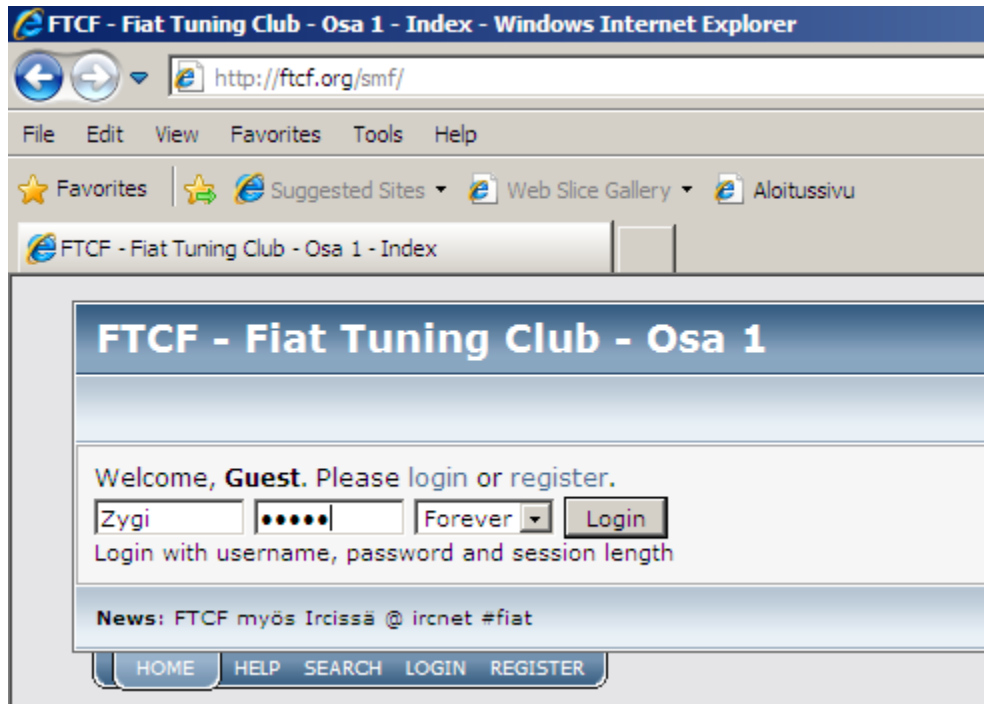 FTCF - Fiat Tuning Club - Osa 1 - Index - Windows Internet Explorer
http://ftcf.org/smf/
File Edit View Favorites Tools Help
Favorites Suggested Sites Web Slice Gallery Aloitussivu
FTCF - Fiat Tuning Club - Osa 1 - Index
FTCF - Fiat Tuning Club - Osa 1
Welcome, Guest. Please login or register.
Zygi ●●●●● Forever Login
Login with username, password and session length
News: FTCF myös Ircissä @ ircnet #fiat
HOME HELP SEARCH LOGIN REGISTER